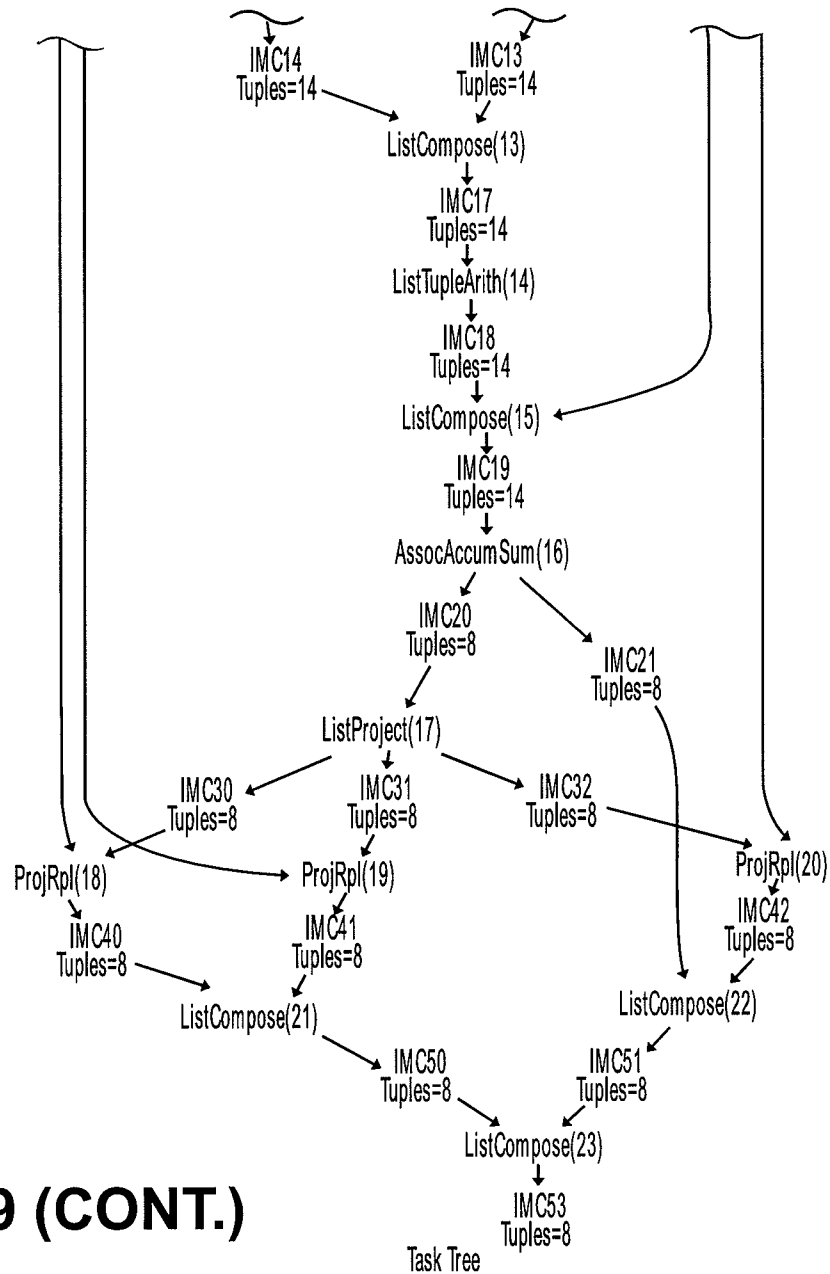 IMC14
Tuples=14
IMC13
Tuples=14
ListCompose(13)
IMC17
Tuples=14
ListTupleArith(14)
IMC18
Tuples=14
ListCompose(15)
IMC19
Tuples=14
AssocAccumSum(16)
IMC20
Tuples=8
IMC21
Tuples=8
ListProject(17)
IMC30
Tuples=8
IMC31
Tuples=8
IMC32
Tuples=8
ProjRpl(18)
ProjRpl(19)
ProjRpl(20)
IMC40
Tuples=8
IMC41
Tuples=8
IMC42
Tuples=8
ListCompose(21)
ListCompose(22)
IMC50
Tuples=8
IMC51
Tuples=8
ListCompose(23)
IMC53
Tuples=8
9 (CONT.)
Task Tree